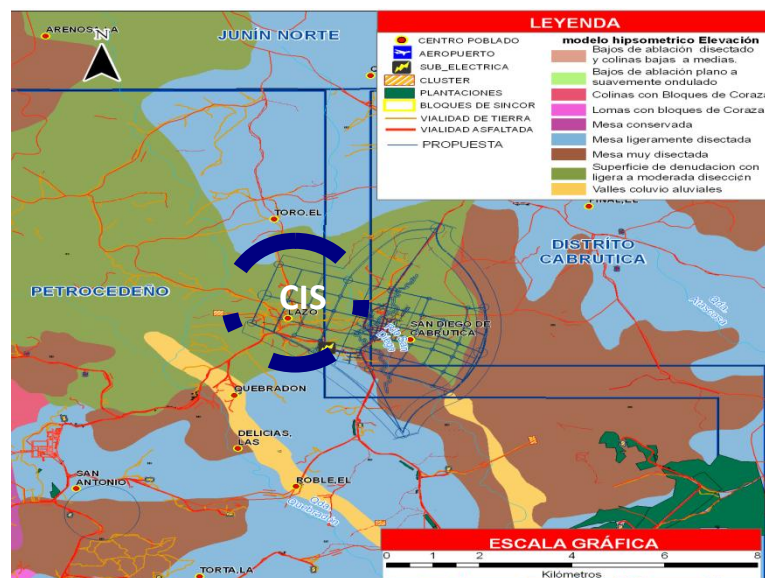 ARENOS
N
JUNÍN NORTE
LEYENDA
CENTRO POBLADO
AEROPUERTO
SUB_ELECTRICA
CLUSTER
PLANTACIONES
BLOQUES DE SINCOR
VIALIDAD DE TIERRA
VIALIDAD ASFALTADA
PROPUESTA
modelo hipsometrico Elevación
Bajos de ablación disectado
y colinas bajas a medias.
Bajos de ablación plano a
suavemente ondulado
Colinas con Bloques de Coraza
Lomas con bloques de Coraza
Mesa conservada
Mesa ligeramente disectada
Mesa muy disectada
Superficie de denudacion con
ligera a moderada disección
Valles coluvio aluviales
TORO,EL
DISTRITO
CABRUTICA
PETROCEDEÑO
CIS
LAZO
SAN DIEGO DE
CABRUTICA
QUEBRADON
DELICIAS,
LAS
SAN
ANTONIO
ROBLE,EL
Qda.
TORTA,LA
ESCALA GRÁFICA
0 2 4 6 8
Kilómetros